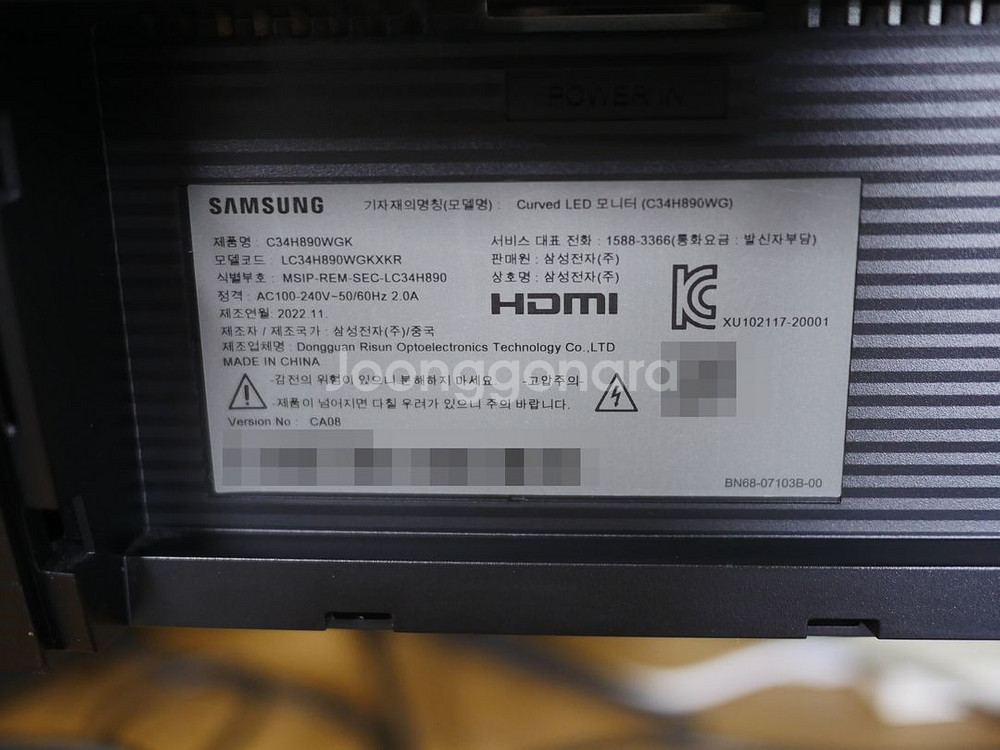 POWER IN
SAMSUNG 기자재의명칭(모델명) : Curved LED 모니터 (C34H890WG)
제품명 : C34H890WGK
모델코드 : LC34H890WGKXKR
식별부호 : MSIP-REM-SEC-LC34H890
정격 : AC100-240V~50/60Hz 2.0A
제조연월: 2022.11.
제조자 / 제조국가 : 삼성전자(주)/중국
제조업체명 : Dongguan Risun Optoelectronics Technology Co.,LTD
MADE IN CHINA
감전의 위험이 있으니 분해하지 마세요 -고압주의-
제품이 넘어지면 다칠 우려가 있으니 주의 바랍니다.
Version No : CA08
서비스 대표 전화 : 1588-3366(통화요금 : 발신자부담)
판매원 : 삼성전자(주)
상호명 : 삼성전자(주)
HDMI
KC
XU102117-20001
BN68-07103B-00
Joonggonara